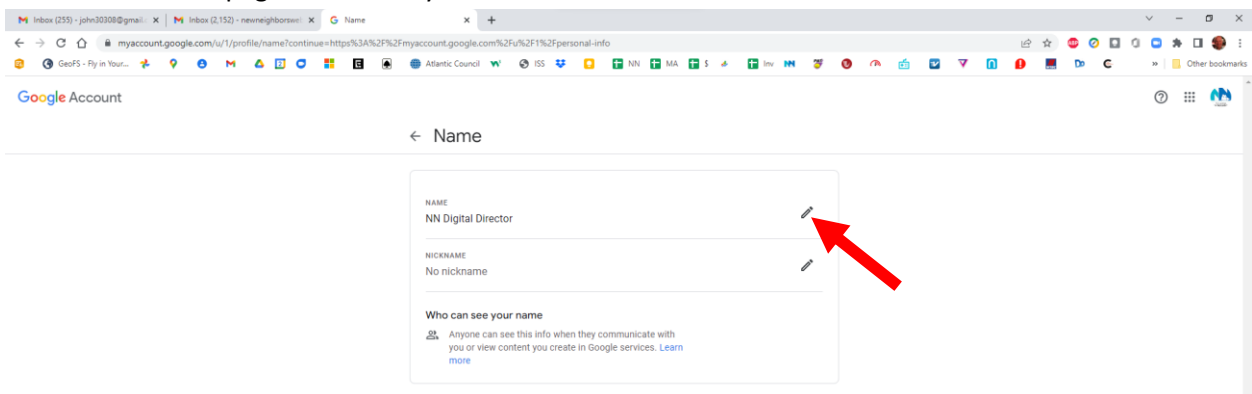 Inbox (255) - john30308@gmail.c
Inbox (2,152) - newneighborswel
Name
myaccount.google.com/u/1/profile/name?continue=https%3A%2F%2Fmyaccount.google.com%2Fu%2F1%2Fpersonal-info
GeoFS - Fly in Your... Atlantic Council ISS NN MA $ Inv Other bookmarks
Google Account
← Name
NAME
NN Digital Director
NICKNAME
No nickname
Who can see your name
Anyone can see this info when they communicate with
you or view content you create in Google services. Learn
more